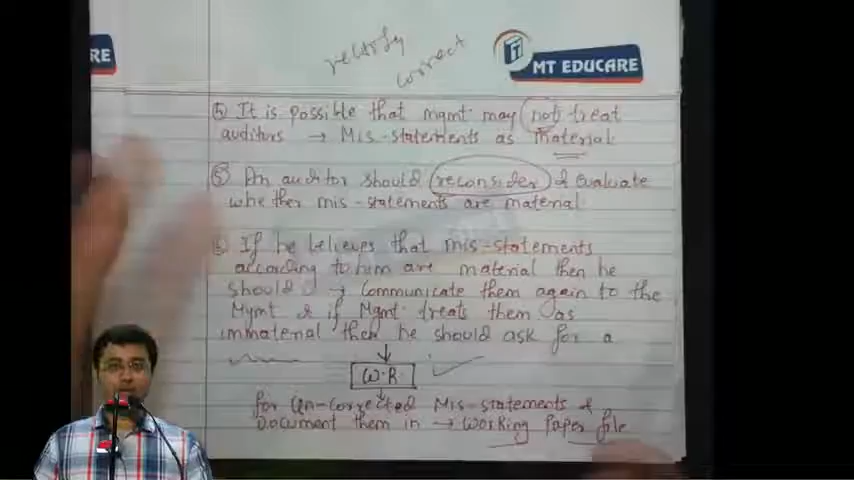 rectify
correct
RE
MT EDUCARE
④ It is possible that mgmt. may not treat
auditors → Mis-statements as material
⑤ An auditor should reconsider & evaluate
whether mis-statements are material
⑥ If he believes that mis-statements
according to him are material then he
should → Communicate them again to the
Mgmt & if Mgmt. treats them as
immaterial then he should ask for a
W.R.
for un-corrected Mis-statements &
Document them in → working Paper file